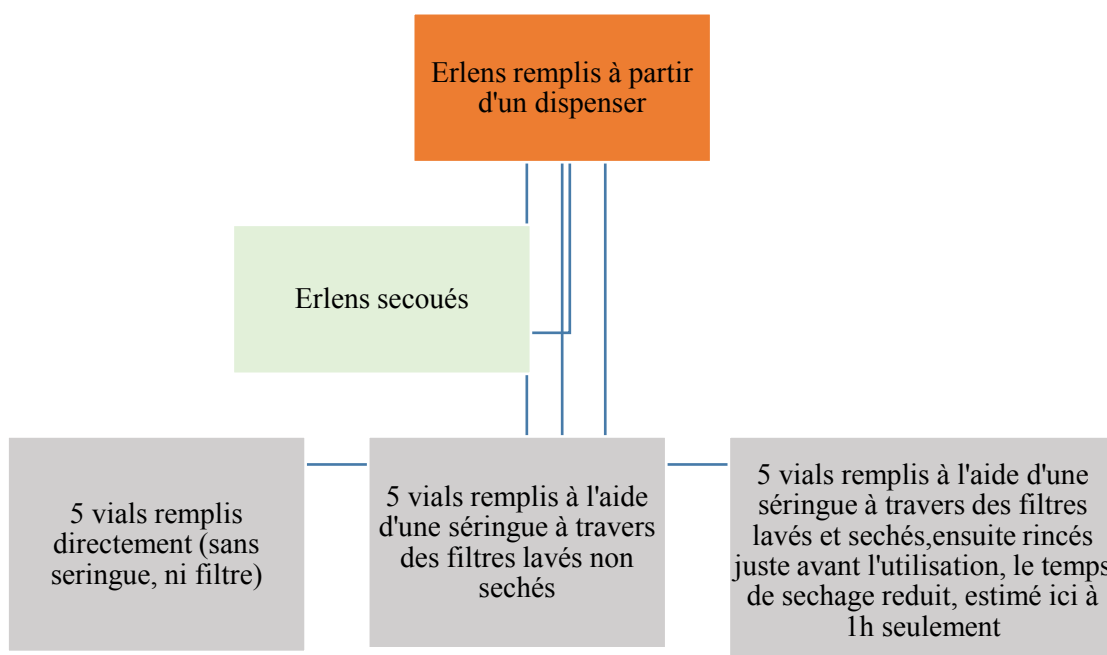 Erlens remplis à partir
d'un dispenser
Erlens secoués
5 vials remplis
directement (sans
seringue, ni filtre)
5 vials remplis à l'aide
d'une séringue à travers
des filtres lavés non
sechés
5 vials remplis à l'aide d'une
séringue à travers des filtres
lavés et sechés,ensuite rincés
juste avant l'utilisation, le temps
de sechage reduit, estimé ici à
1h seulement